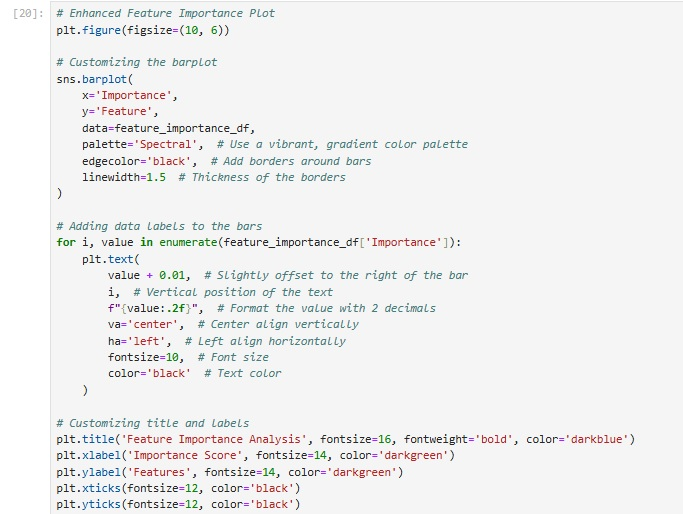 [20]: # Enhanced Feature Importance Plot
plt.figure(figsize=(10, 6))

# Customizing the barplot
sns.barplot(
    x='Importance',
    y='Feature',
    data=feature_importance_df,
    palette='Spectral',  # Use a vibrant, gradient color palette
    edgecolor='black',  # Add borders around bars
    linewidth=1.5  # Thickness of the borders
)

# Adding data labels to the bars
for i, value in enumerate(feature_importance_df['Importance']):
    plt.text(
        value + 0.01,  # Slightly offset to the right of the bar
        i,  # Vertical position of the text
        f"{value:.2f}",  # Format the value with 2 decimals
        va='center',  # Center align vertically
        ha='left',  # Left align horizontally
        fontsize=10,  # Font size
        color='black'  # Text color
    )

# Customizing title and labels
plt.title('Feature Importance Analysis', fontsize=16, fontweight='bold', color='darkblue')
plt.xlabel('Importance Score', fontsize=14, color='darkgreen')
plt.ylabel('Features', fontsize=14, color='darkgreen')
plt.xticks(fontsize=12, color='black')
plt.yticks(fontsize=12, color='black')